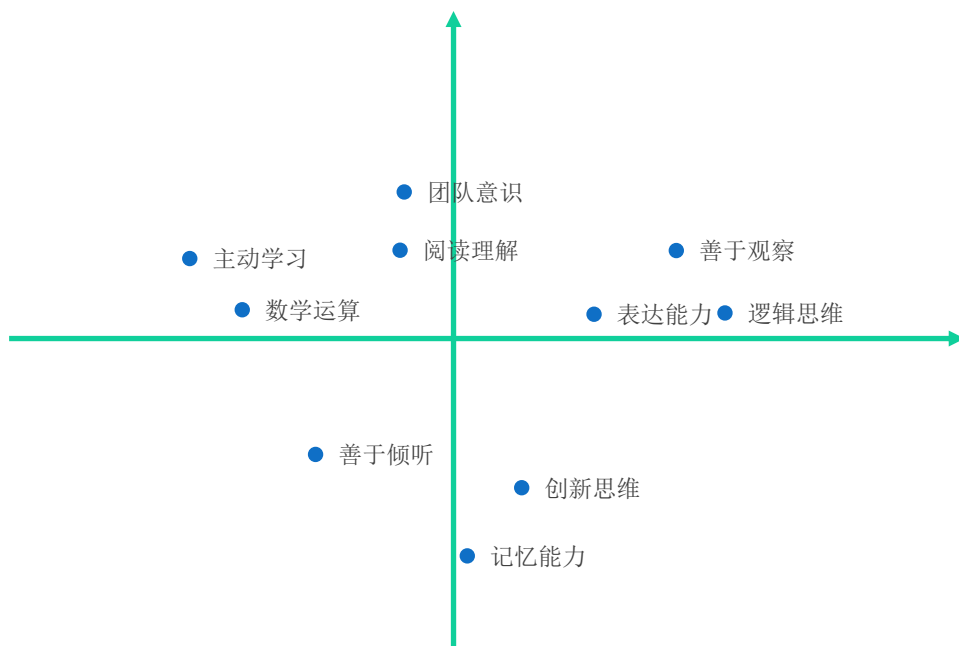 团队意识
主动学习
阅读理解
善于观察
数学运算
表达能力
逻辑思维
善于倾听
创新思维
记忆能力